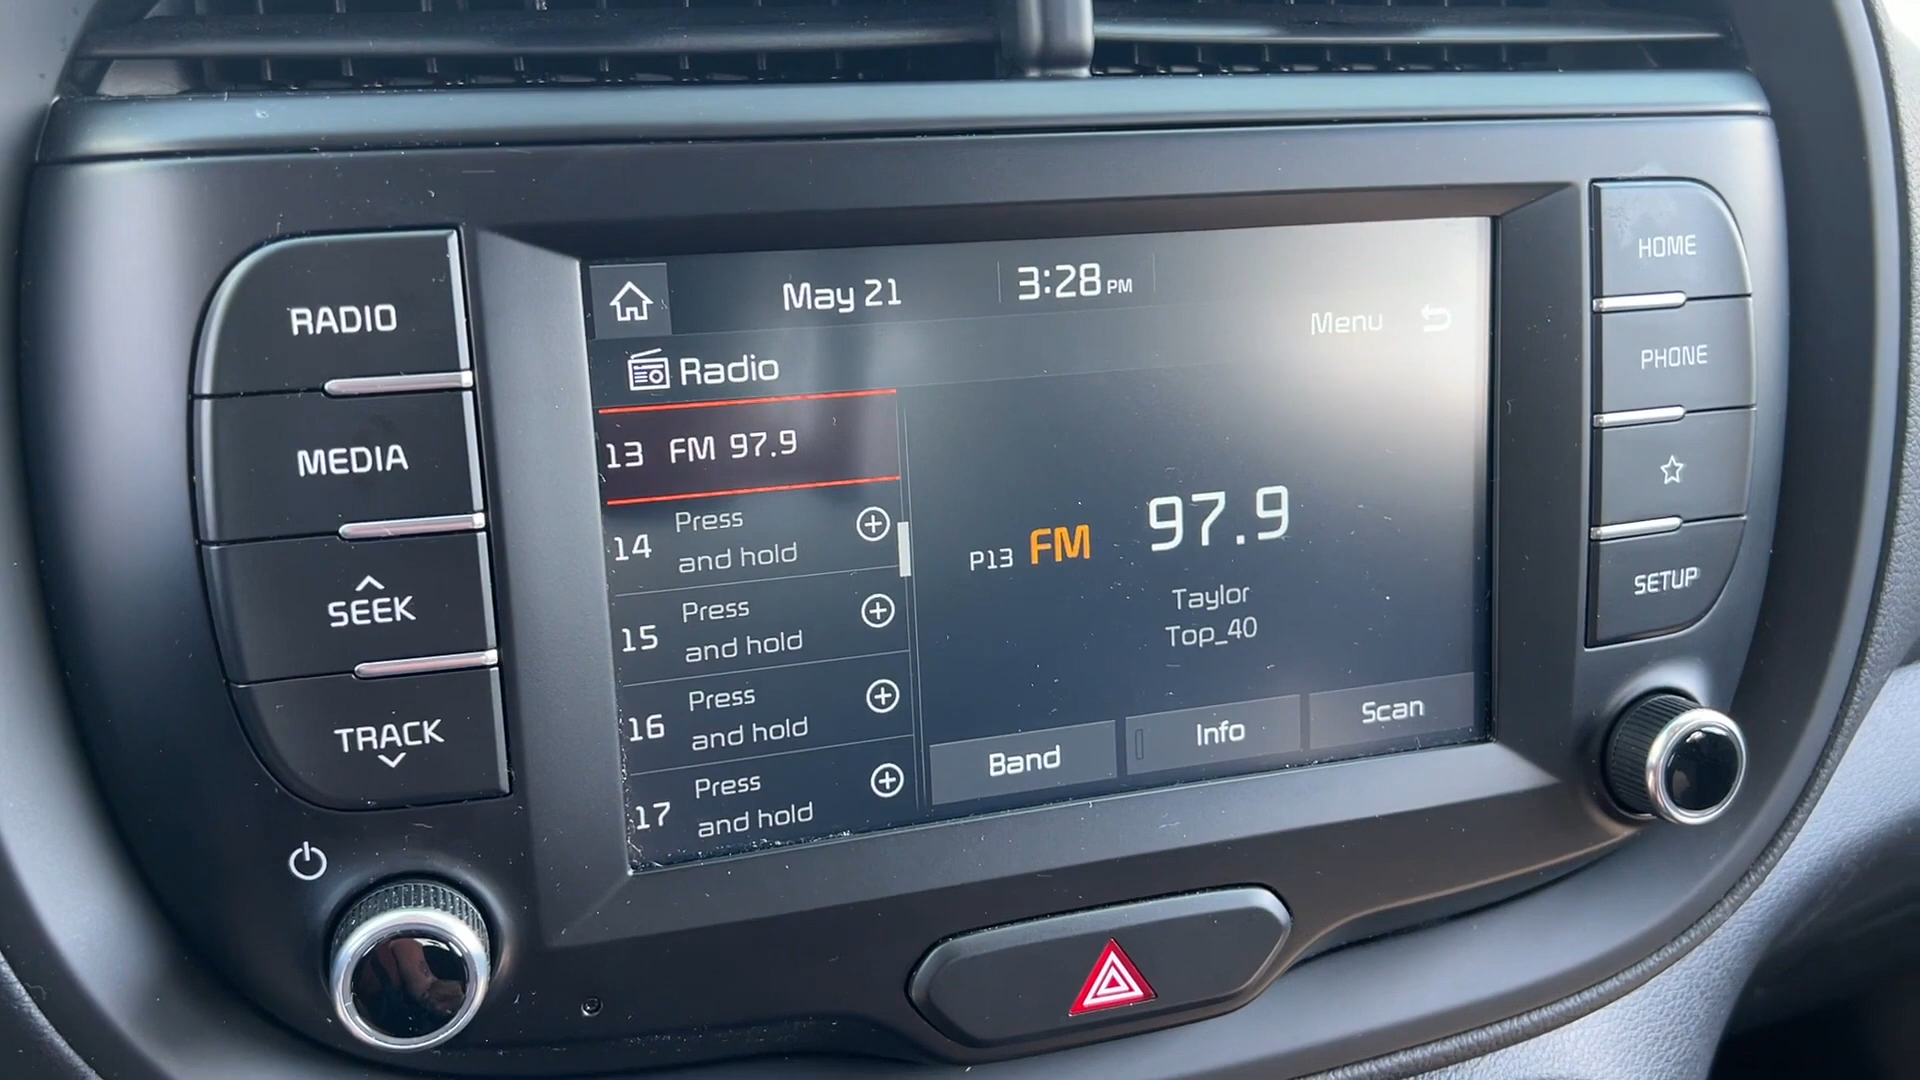 RADIO
MEDIA
SEEK
TRACK
May 21
3:28 PM
Menu
Radio
13 FM 97.9
14 Press
and hold
15 Press
and hold
16 Press
and hold
17 Press
and hold
P13 FM 97.9
Taylor
Top_40
Band
Info
Scan
HOME
PHONE
SETUP